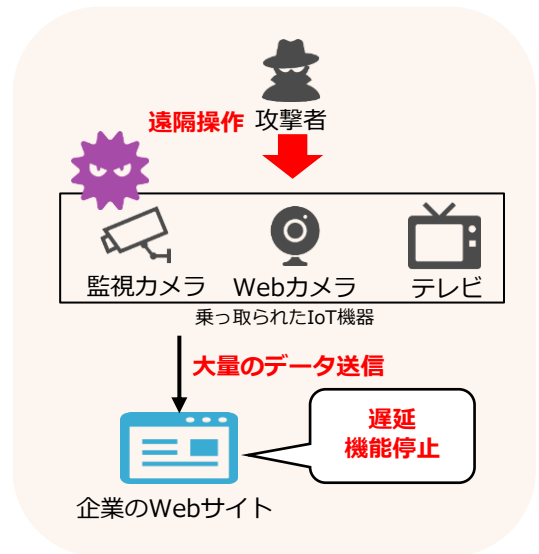 遠隔操作 攻撃者
監視カメラ Webカメラ テレビ
乗っ取られたIoT機器
大量のデータ送信
遅延
機能停止
企業のWebサイト